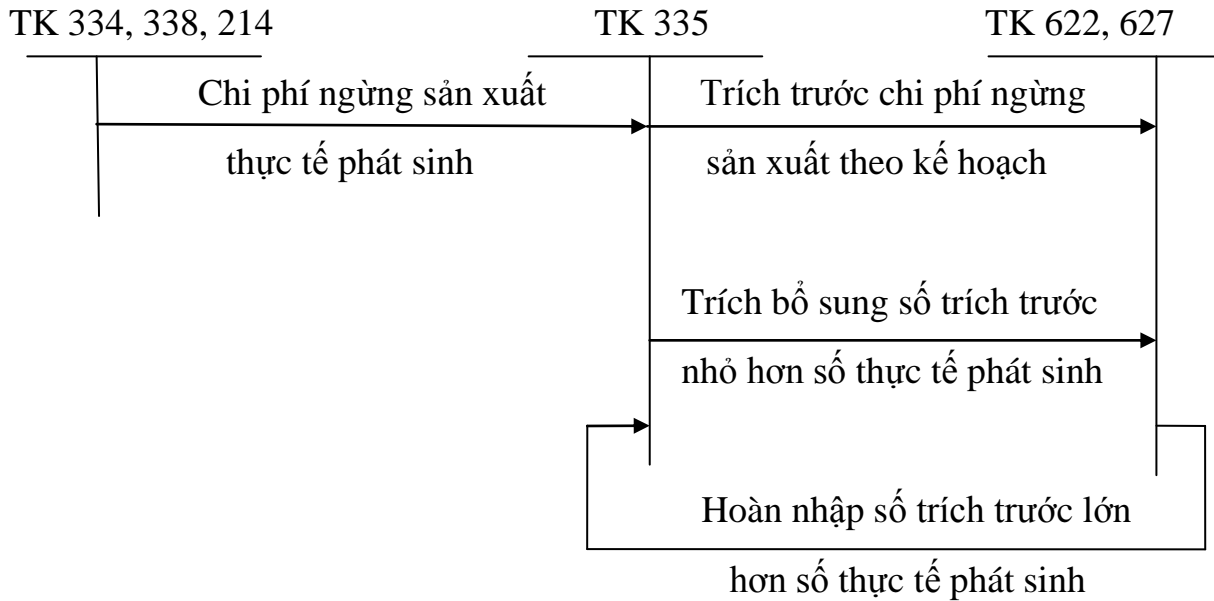 TK 334, 338, 214
TK 335
TK 622, 627
Chi phí ngừng sản xuất
thực tế phát sinh
Trích trước chi phí ngừng
sản xuất theo kế hoạch
Trích bổ sung số trích trước
nhỏ hơn số thực tế phát sinh
Hoàn nhập số trích trước lớn
hơn số thực tế phát sinh